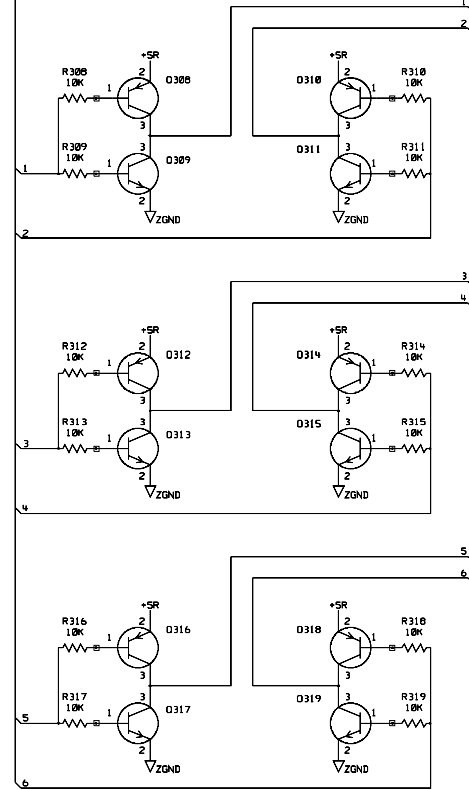 1
2
+SR
+SR
R308
10K
1
2
Q308
Q310
2
1
R310
10K
3
3
R309
10K
1
3
Q309
Q311
3
1
R311
10K
1
2
2
ZGND
ZGND
2
3
4
+SR
+SR
R312
10K
1
2
Q312
Q314
2
1
R314
10K
3
3
R313
10K
1
3
Q313
Q315
3
1
R315
10K
3
2
2
ZGND
ZGND
4
5
6
+SR
+SR
R316
10K
1
2
Q316
Q318
2
1
R318
10K
3
3
R317
10K
1
3
Q317
Q319
3
1
R319
10K
5
2
2
ZGND
ZGND
6